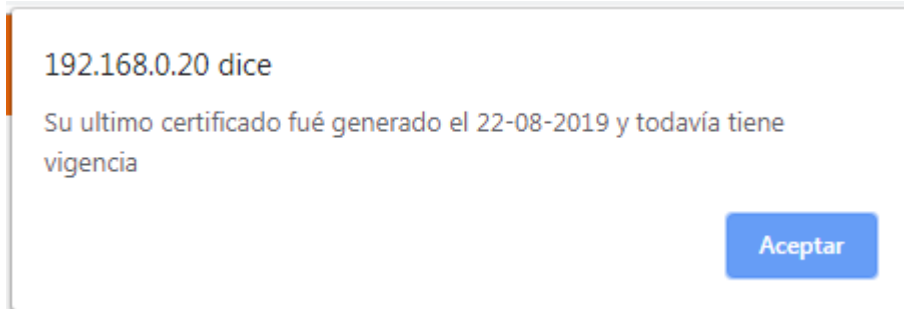 192.168.0.20 dice
Su ultimo certificado fué generado el 22-08-2019 y todavía tiene
vigencia
Aceptar